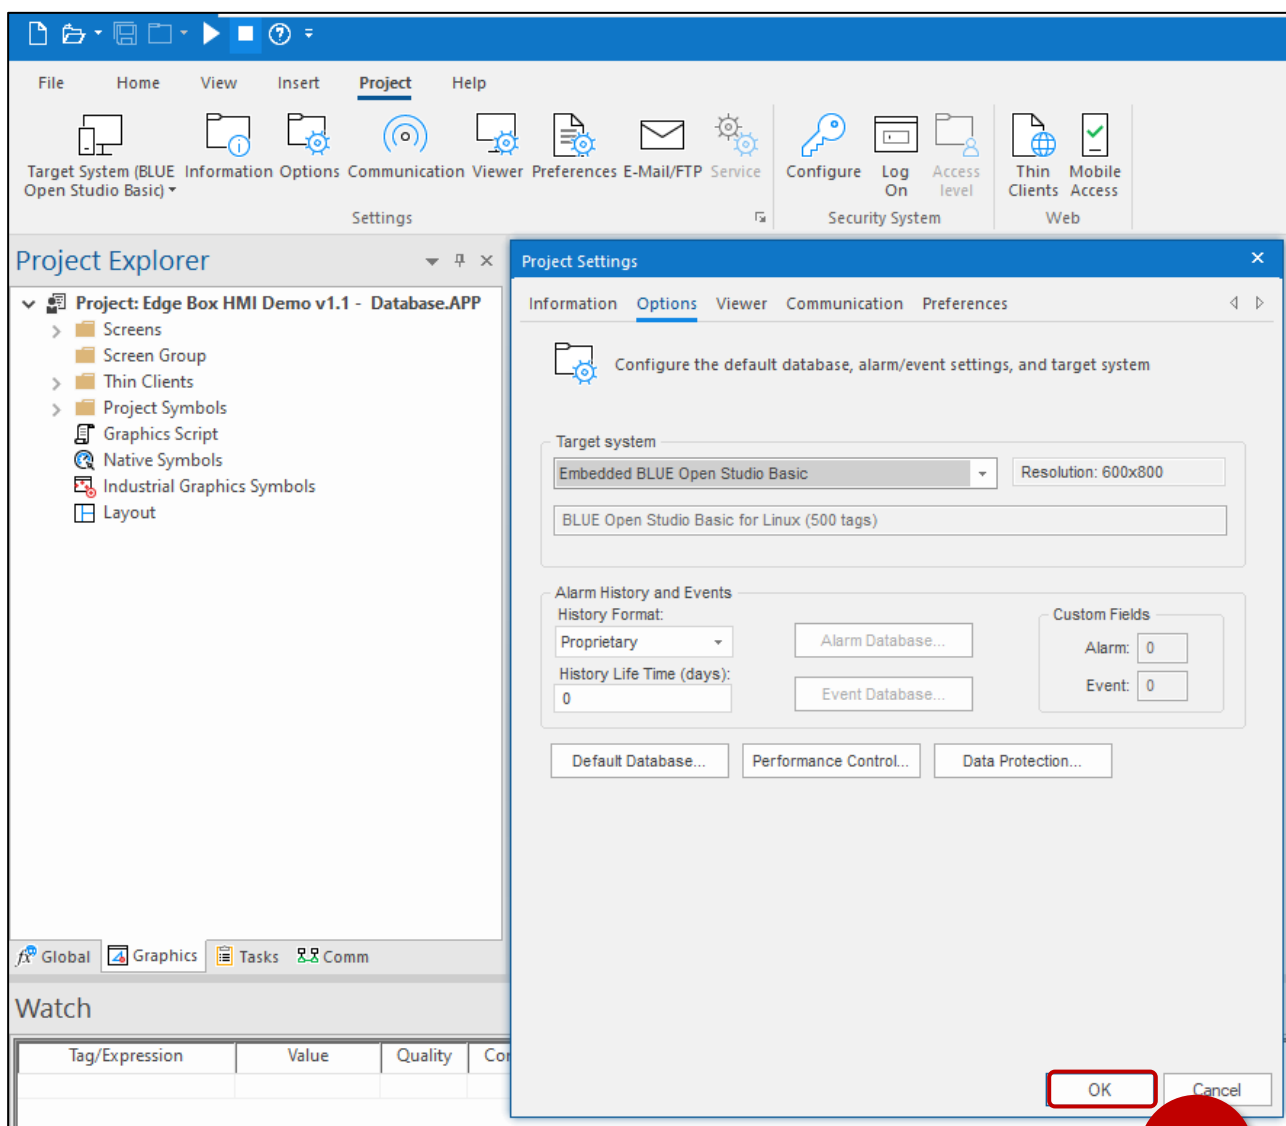 File Home View Insert Project Help
Target System (BLUE Open Studio Basic) Information Options Communication Viewer Preferences E-Mail/FTP Service Configure Log On Access level Thin Clients Mobile Access
Settings Security System Web
Project Explorer
Project: Edge Box HMI Demo v1.1 - Database.APP
Screens
Screen Group
Thin Clients
Project Symbols
Graphics Script
Native Symbols
Industrial Graphics Symbols
Layout
Global Graphics Tasks Comm
Watch
Tag/Expression Value Quality
Project Settings
Information Options Viewer Communication Preferences
Configure the default database, alarm/event settings, and target system
Target system
Embedded BLUE Open Studio Basic Resolution: 600x800
BLUE Open Studio Basic for Linux (500 tags)
Alarm History and Events
History Format: Custom Fields
Proprietary Alarm Database... Alarm: 0
History Life Time (days):
0 Event Database... Event: 0
Default Database... Performance Control... Data Protection...
OK Cancel